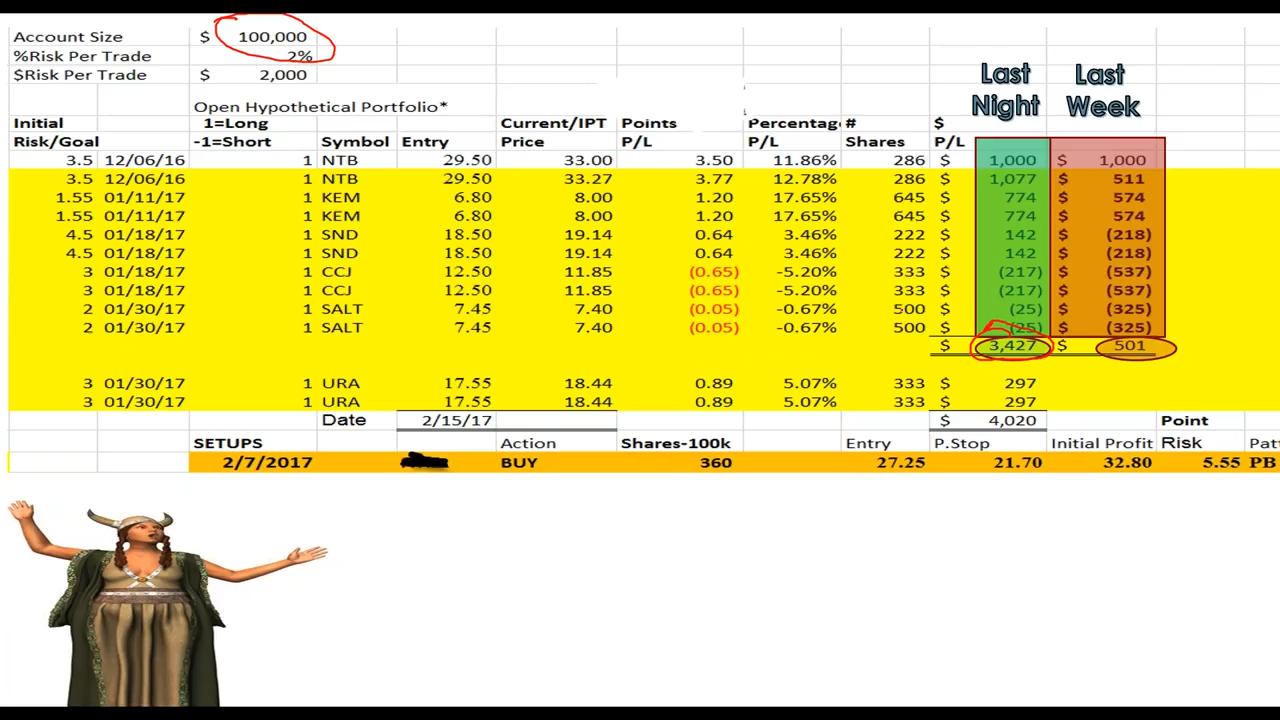 Account Size $ 100,000
%Risk Per Trade 2%
$Risk Per Trade $ 2,000
Last Last
Night Week
Open Hypothetical Portfolio*
Initial 1=Long Current/IPT Points Percentag # $
Risk/Goal -1=Short Symbol Entry Price P/L P/L Shares P/L
3.5 12/06/16 1 NTB 29.50 33.00 3.50 11.86% 286 $ 1,000 $ 1,000
3.5 12/06/16 1 NTB 29.50 33.27 3.77 12.78% 286 $ 1,077 $ 511
1.55 01/11/17 1 KEM 6.80 8.00 1.20 17.65% 645 $ 774 $ 574
1.55 01/11/17 1 KEM 6.80 8.00 1.20 17.65% 645 $ 774 $ 574
4.5 01/18/17 1 SND 18.50 19.14 0.64 3.46% 222 $ 142 $ (218)
4.5 01/18/17 1 SND 18.50 19.14 0.64 3.46% 222 $ 142 $ (218)
3 01/18/17 1 CCJ 12.50 11.85 (0.65) -5.20% 333 $ (217) $ (537)
3 01/18/17 1 CCJ 12.50 11.85 (0.65) -5.20% 333 $ (217) $ (537)
2 01/30/17 1 SALT 7.45 7.40 (0.05) -0.67% 500 $ (25) $ (325)
2 01/30/17 1 SALT 7.45 7.40 (0.05) -0.67% 500 $ (25) $ (325)
$ 3,427 $ 501
3 01/30/17 1 URA 17.55 18.44 0.89 5.07% 333 $ 297
3 01/30/17 1 URA 17.55 18.44 0.89 5.07% 333 $ 297
Date 2/15/17 $ 4,020 Point
SETUPS Action Shares-100k Entry P.Stop Initial Profit Risk Pat
2/7/2017 BUY 360 27.25 21.70 32.80 5.55 PB